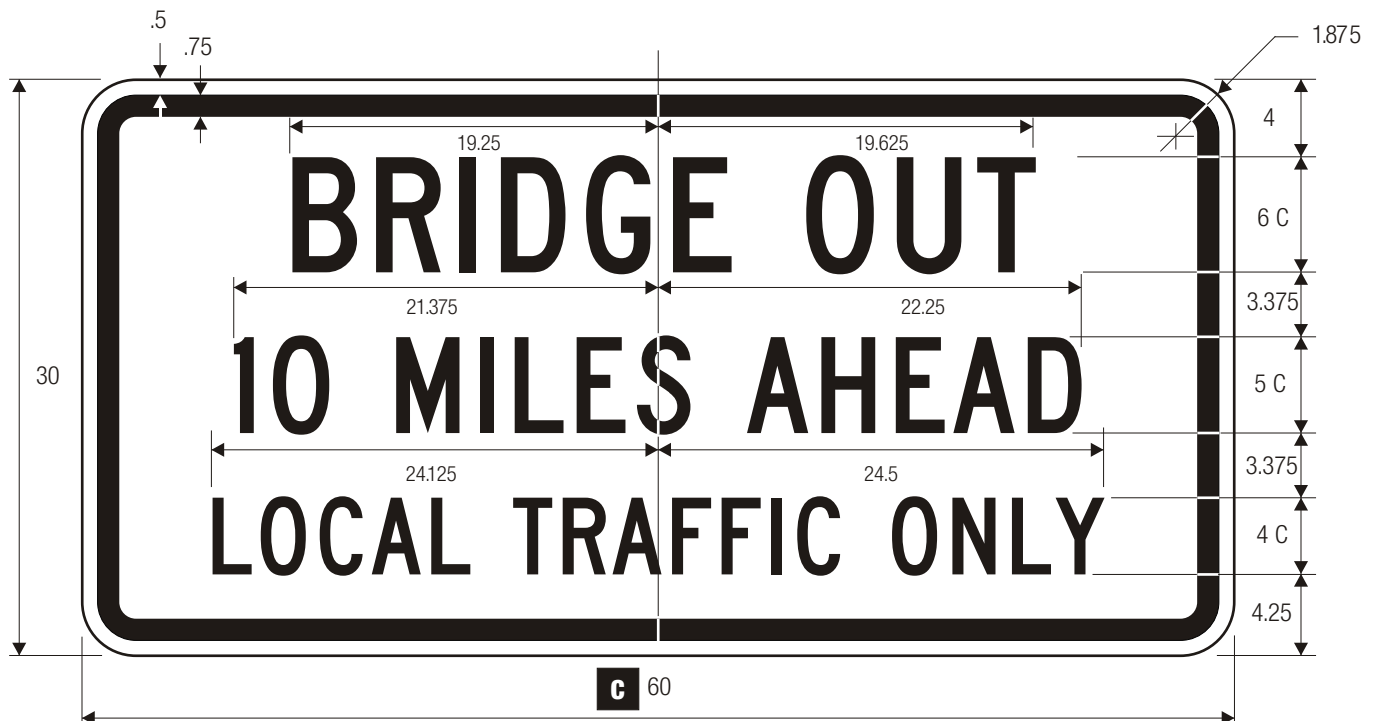 .5
.75
1.875
19.25 19.625
4
BRIDGE OUT
6 C
21.375 22.25
3.375
30
10 MILES AHEAD
5 C
24.125 24.5
3.375
LOCAL TRAFFIC ONLY
4 C
4.25
C 60